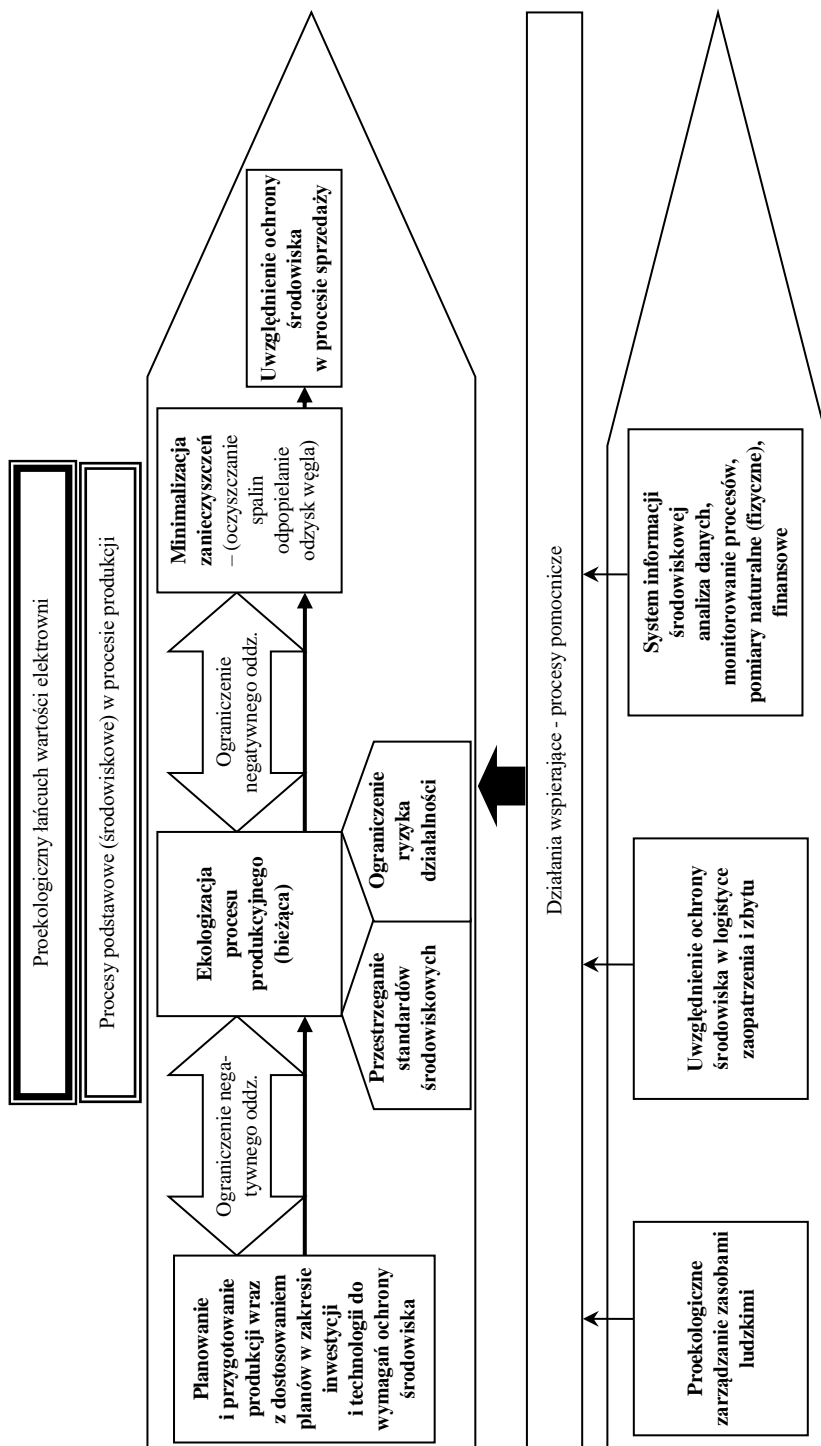 Proekologiczny łańcuch wartości elektrowni
Procesy podstawowe (środowiskowe) w procesie produkcji
Planowanie
i przygotowanie
produkcji wraz
z dostosowaniem
planów w zakresie
inwestycji
i technologii do
wymagań ochrony
środowiska
Ograniczenie nega-
tywnego oddz.
Ekologizacja
procesu
produkcyjnego
(bieżąca)
Ograniczenie
negatywnego oddz.
Minimalizacja
zanieczyszczeń
– (oczyszczanie
spalin
odpopielanie
odzysk węgla)
Uwzględnienie ochrony
środowiska
w procesie sprzedaży
Przestrzeganie
standardów
środowiskowych
Ograniczenie
ryzyka
działalności
Działania wspierające - procesy pomocnicze
Proekologiczne
zarządzanie zasobami
ludzkimi
Uwzględnienie ochrony
środowiska w logistyce
zaopatrzenia i zbytu
System informacji
środowiskowej
analiza danych,
monitorowanie procesów,
pomiary naturalne (fizyczne),
finansowe